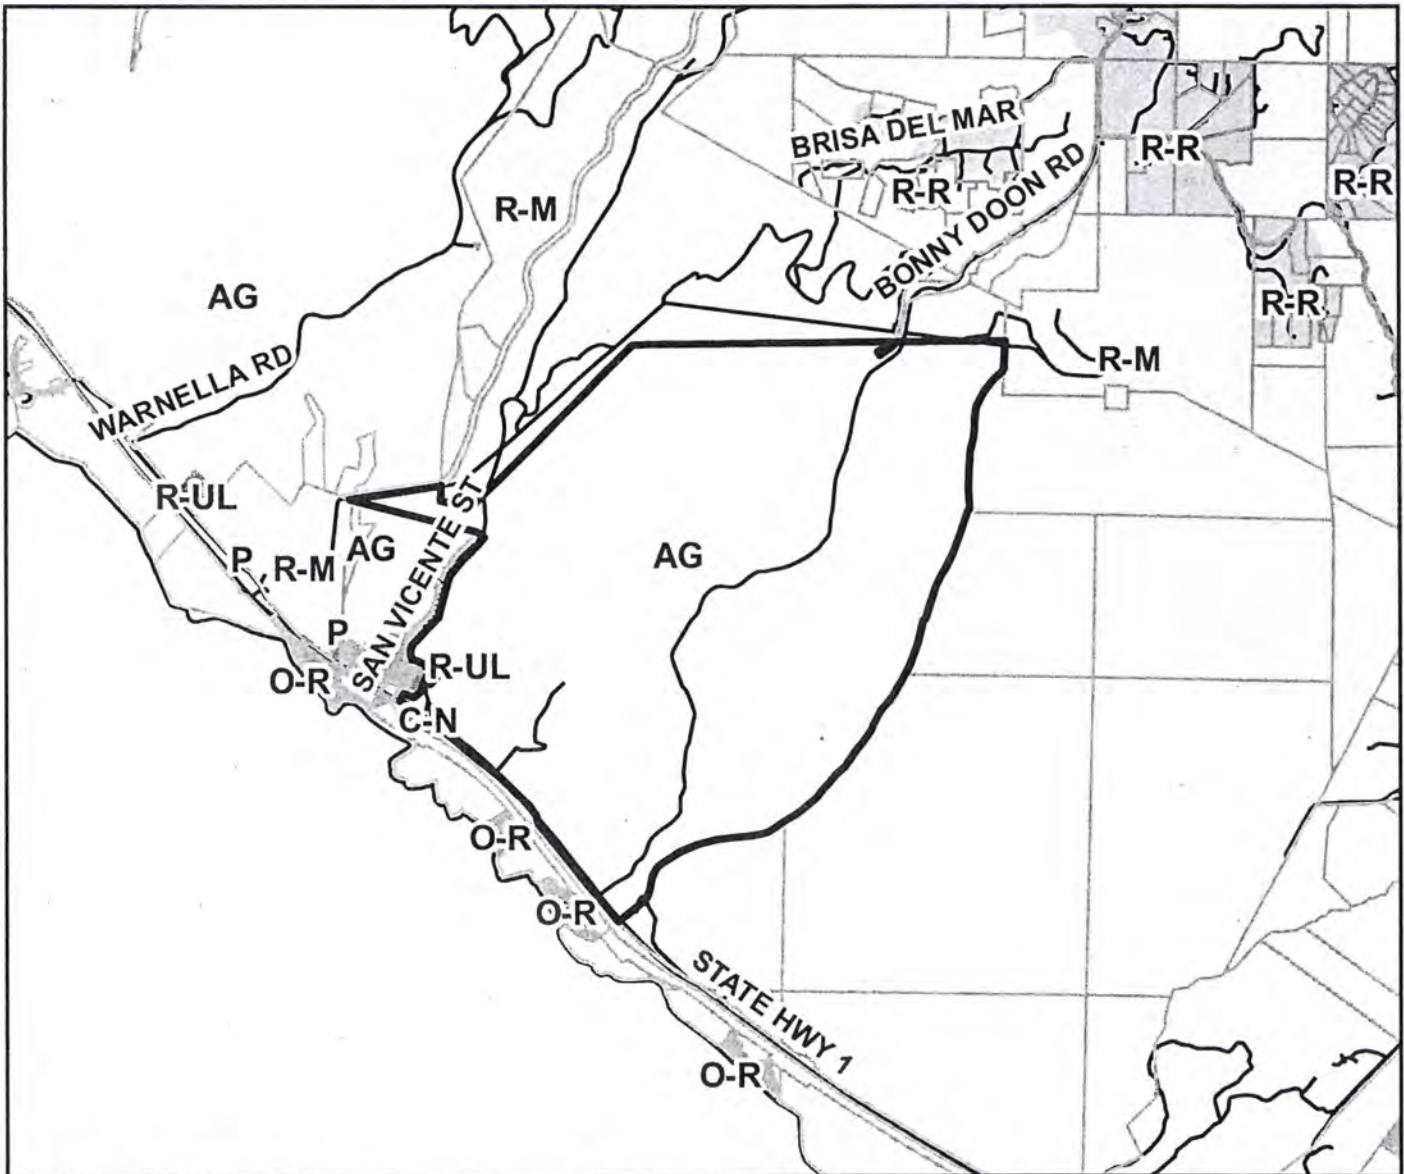 BRISA DEL MAR
R-R
R-R
R-R
R-M
BONNY DOON RD
AG
R-R
WARNELLA RD
R-M
R-UL
SAN VICENTE ST
AG
AG
P
R-M
P
R-UL
O-R
C-N
O-R
O-R
STATE HWY 1
O-R